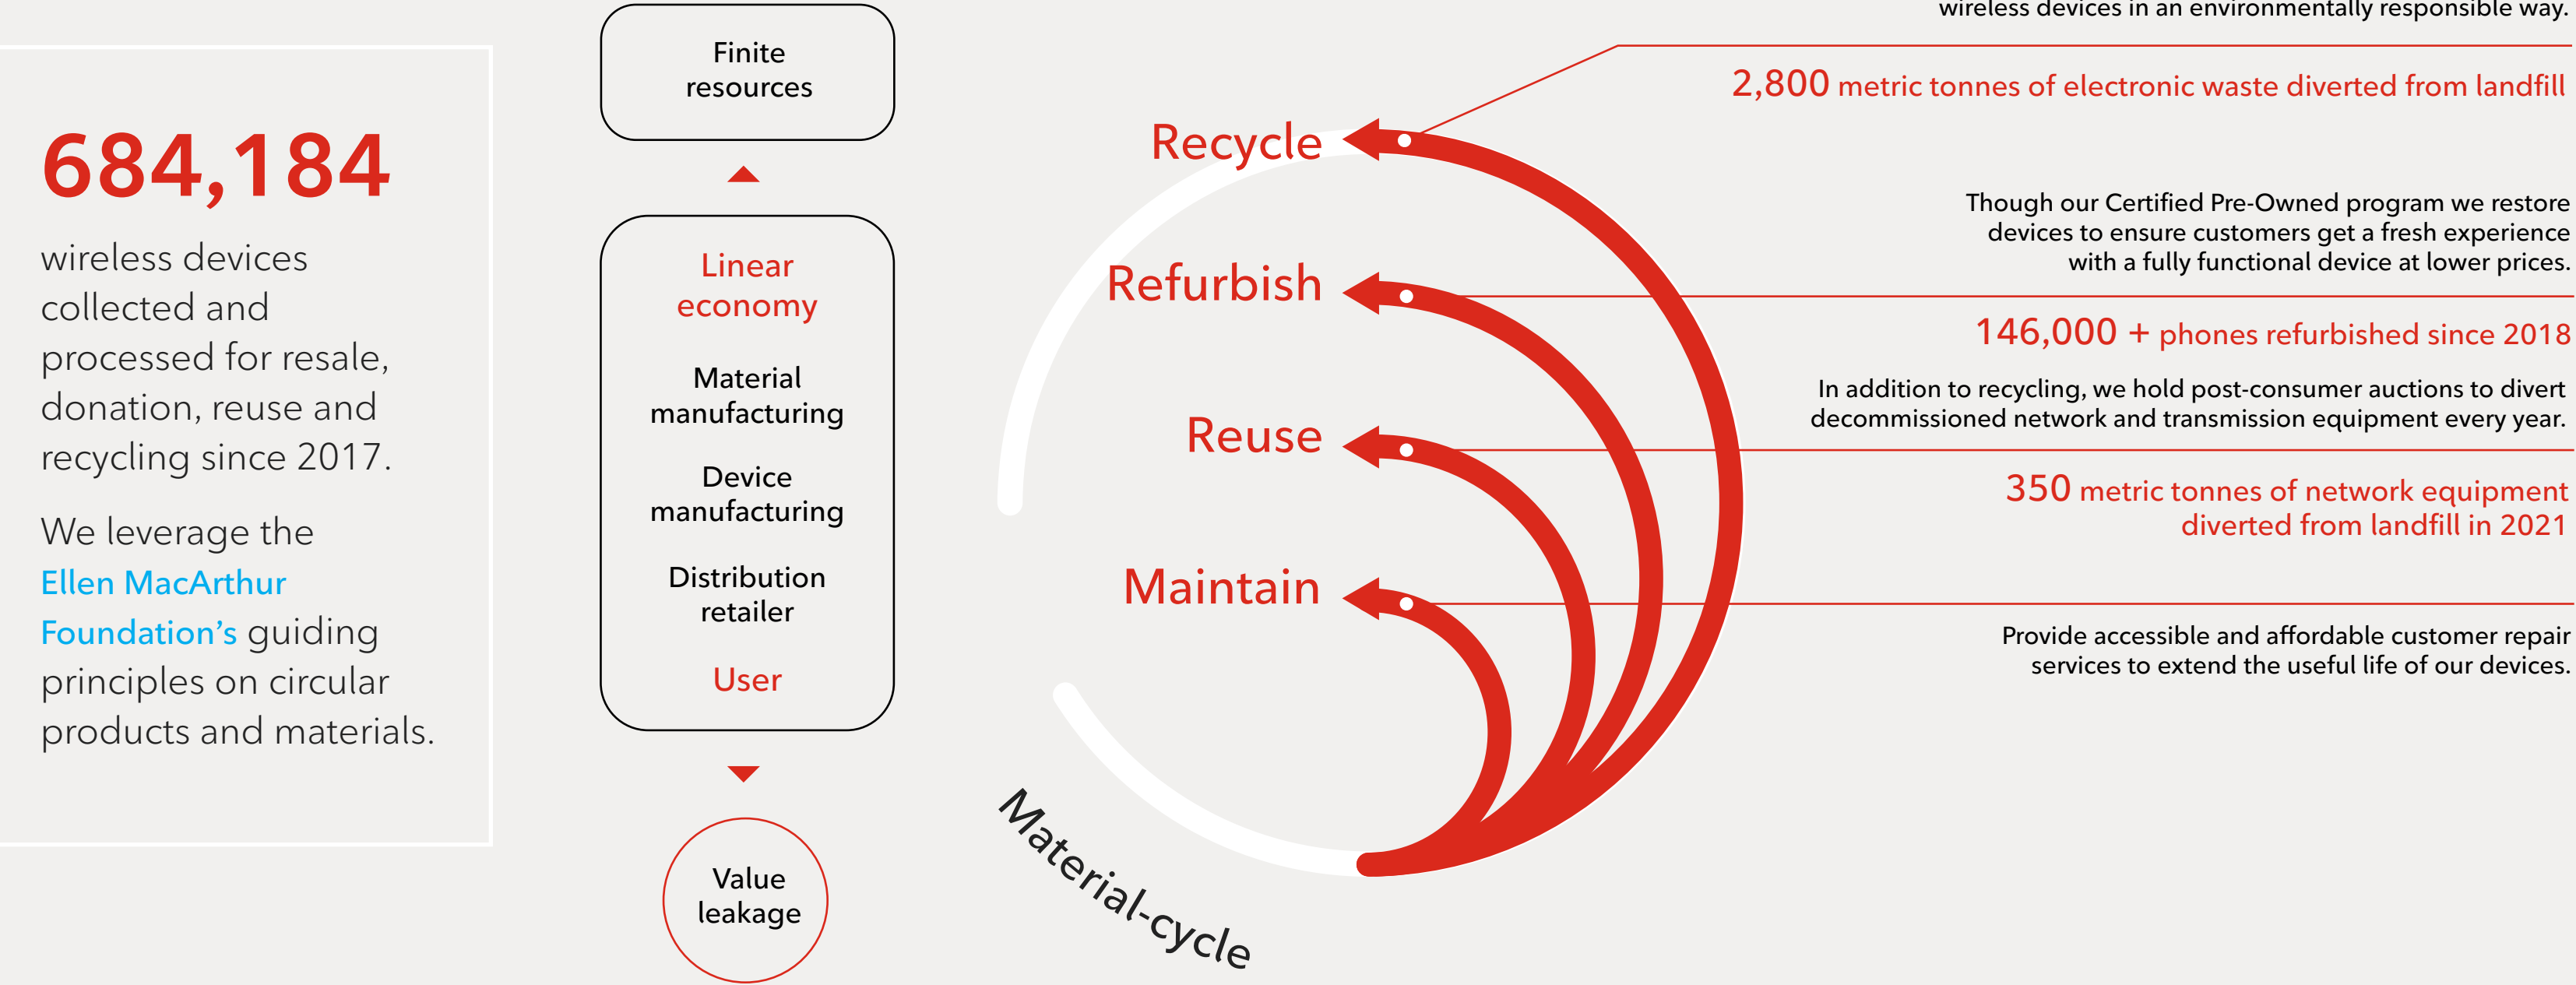 684,184
wireless devices
collected and
processed for resale,
donation, reuse and
recycling since 2017.
We leverage the
Ellen MacArthur
Foundation’s guiding
principles on circular
products and materials.
Finite
resources
Linear
economy
Material
manufacturing
Device
manufacturing
Distribution
retailer
User
Value
leakage
Recycle
Refurbish
Reuse
Maintain
Material-cycle
wireless devices in an environmentally responsible way.
2,800 metric tonnes of electronic waste diverted from landfill
Though our Certified Pre-Owned program we restore
devices to ensure customers get a fresh experience
with a fully functional device at lower prices.
146,000 + phones refurbished since 2018
In addition to recycling, we hold post-consumer auctions to divert
decommissioned network and transmission equipment every year.
350 metric tonnes of network equipment
diverted from landfill in 2021
Provide accessible and affordable customer repair
services to extend the useful life of our devices.